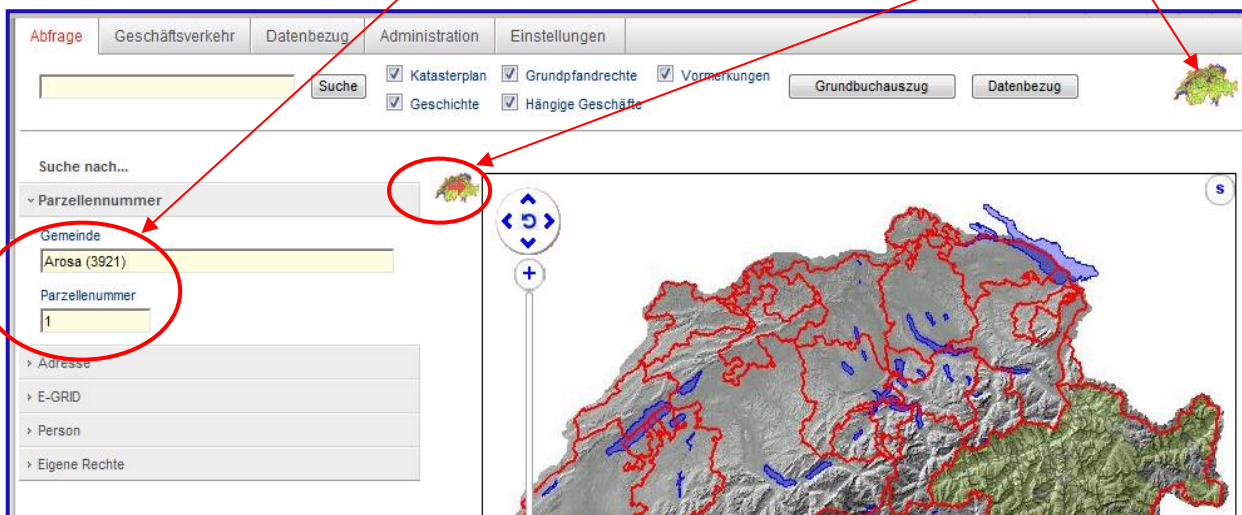 Abfrage Geschäftsverkehr Datenbezug Administration Einstellungen
Suche Katasterplan Grundpfandrechte Vormerkungen Grundbuchauszug Datenbezug
Geschichte Hängige Geschäfte
Suche nach...
Parzellennummer
Gemeinde
Arosa (3921)
Parzellenummer
1
Adresse
E-GRID
Person
Eigene Rechte
S